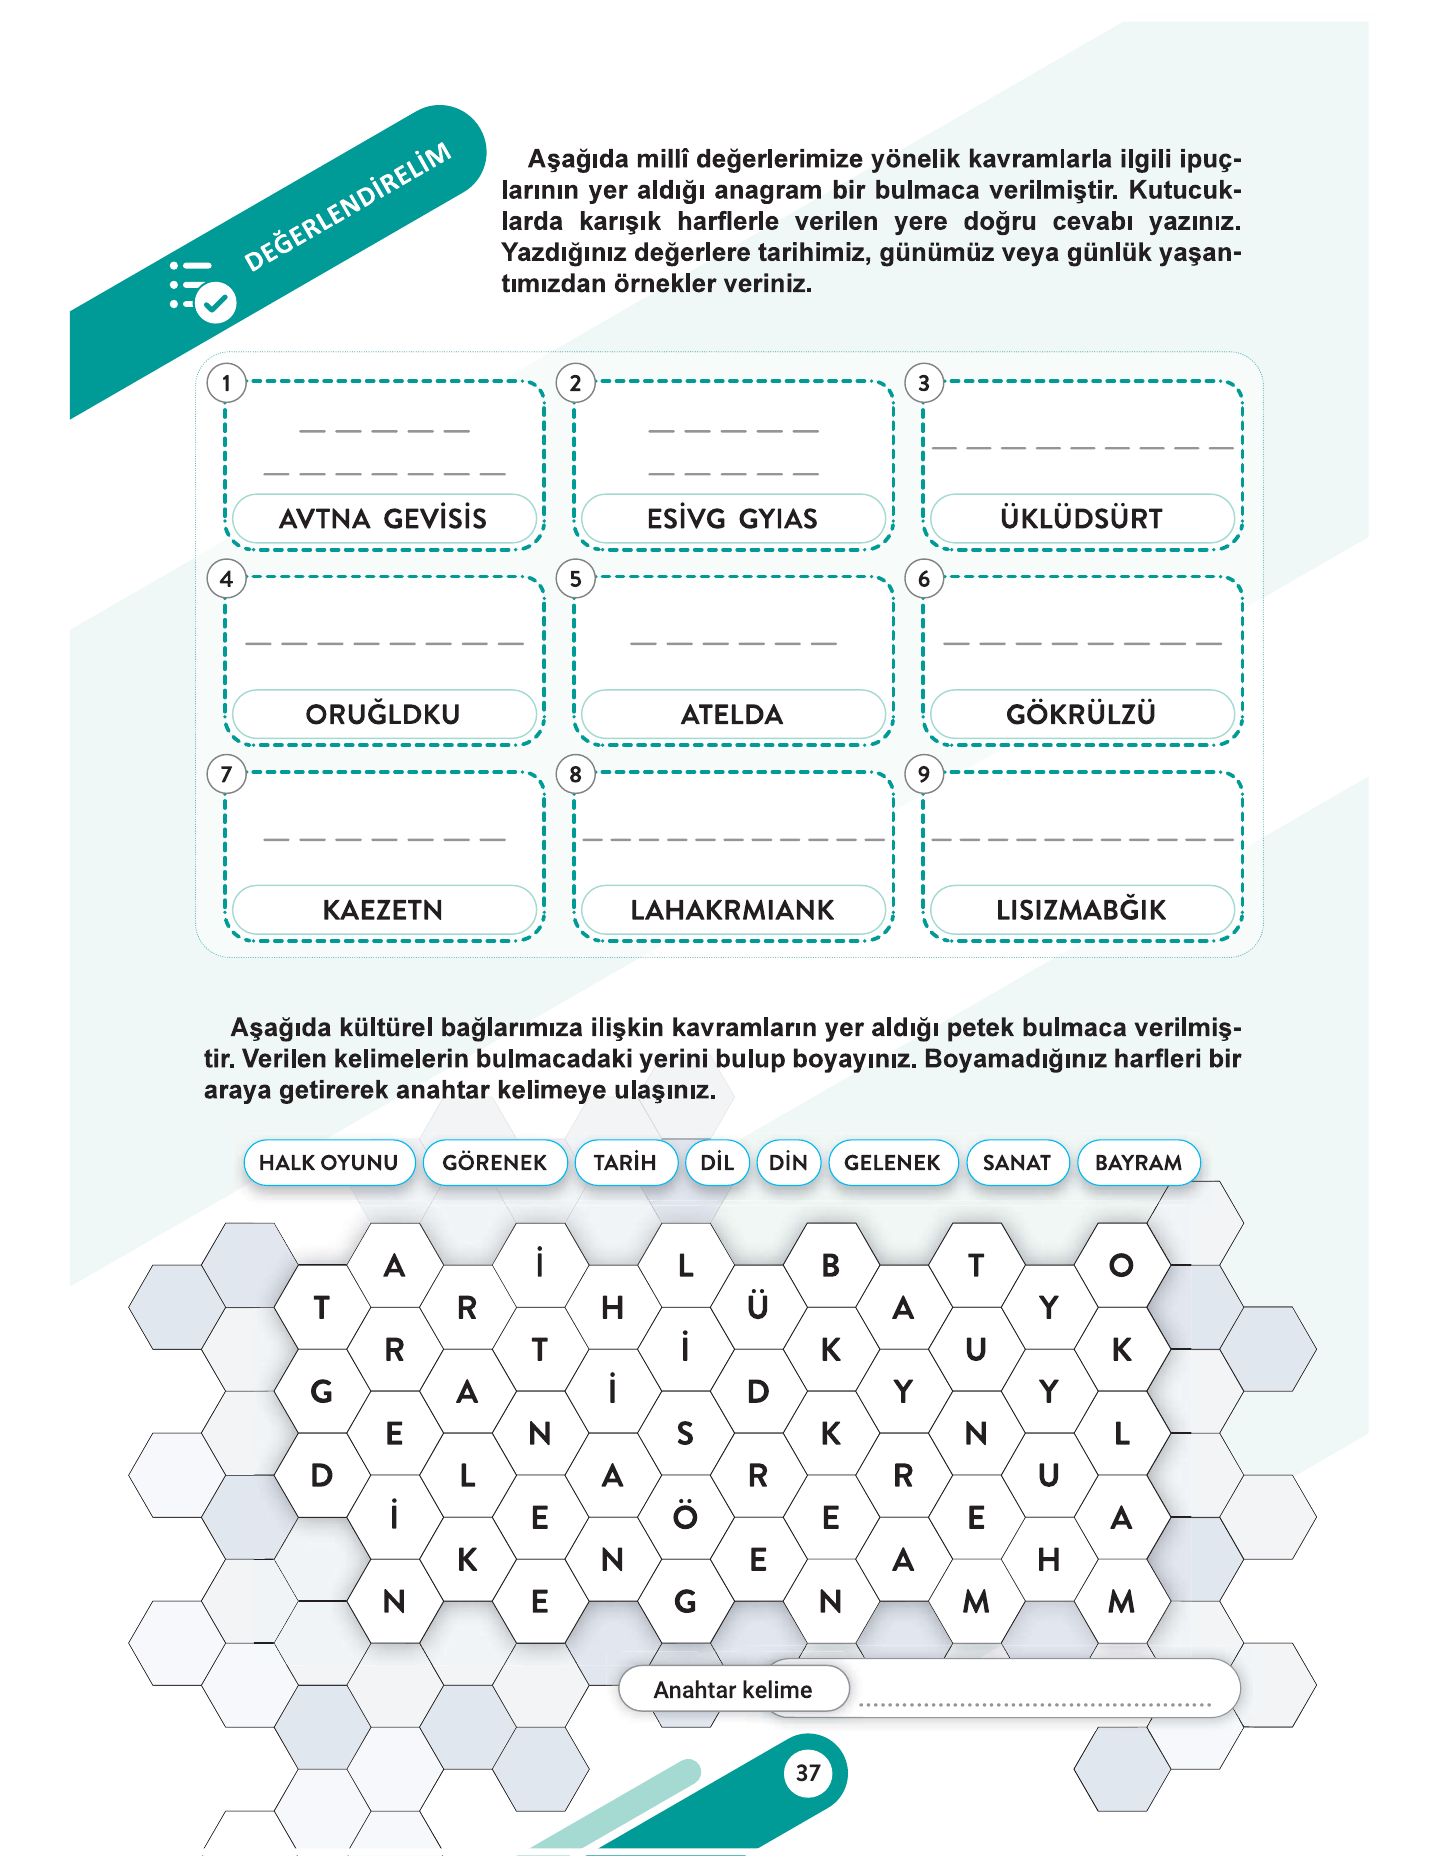 DEĞERLENDİRELİM
Aşağıda millî değerlerimize yönelik kavramlarla ilgili ipuç-
larının yer aldığı anagram bir bulmaca verilmiştir. Kutucuk-
larda karışık harflerle verilen yere doğru cevabı yazınız.
Yazdığınız değerlere tarihimiz, günümüz veya günlük yaşan-
tımızdan örnekler veriniz.
1 2 3
AVTNA GEVİSİS ESİVG GYIAS ÜKLÜDSÜRT
4 5 6
ORUĞLDKU ATELDA GÖKRÜLZÜ
7 8 9
KAEZETN LAHAKRMIANK LISIZMABĞIK
Aşağıda kültürel bağlarımıza ilişkin kavramların yer aldığı petek bulmaca verilmiş-
tir. Verilen kelimelerin bulmacadaki yerini bulup boyayınız. Boyamadığınız harfleri bir
araya getirerek anahtar kelimeye ulaşınız.
HALK OYUNU GÖRENEK TARİH DİL DİN GELENEK SANAT BAYRAM
A İ L B T O
T R H Ü A Y
R T İ K U K
G A İ D Y Y
E N S K N L
D L A R R U
İ E Ö E E A
K N E A H
N E G N M M
Anahtar kelime
37